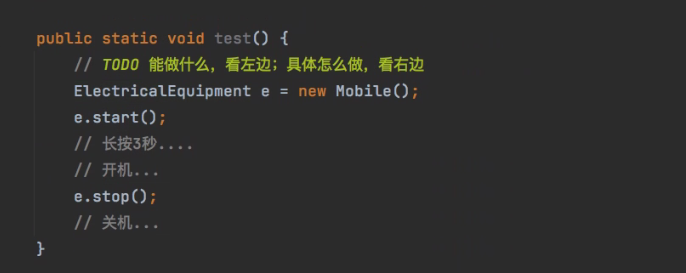 public static void test() {
// TODO 能做什么，看左边；具体怎么做，看右边
ElectricalEquipment e = new Mobile();
e.start();
// 长按3秒....
// 开机...
e.stop();
// 关机...
}